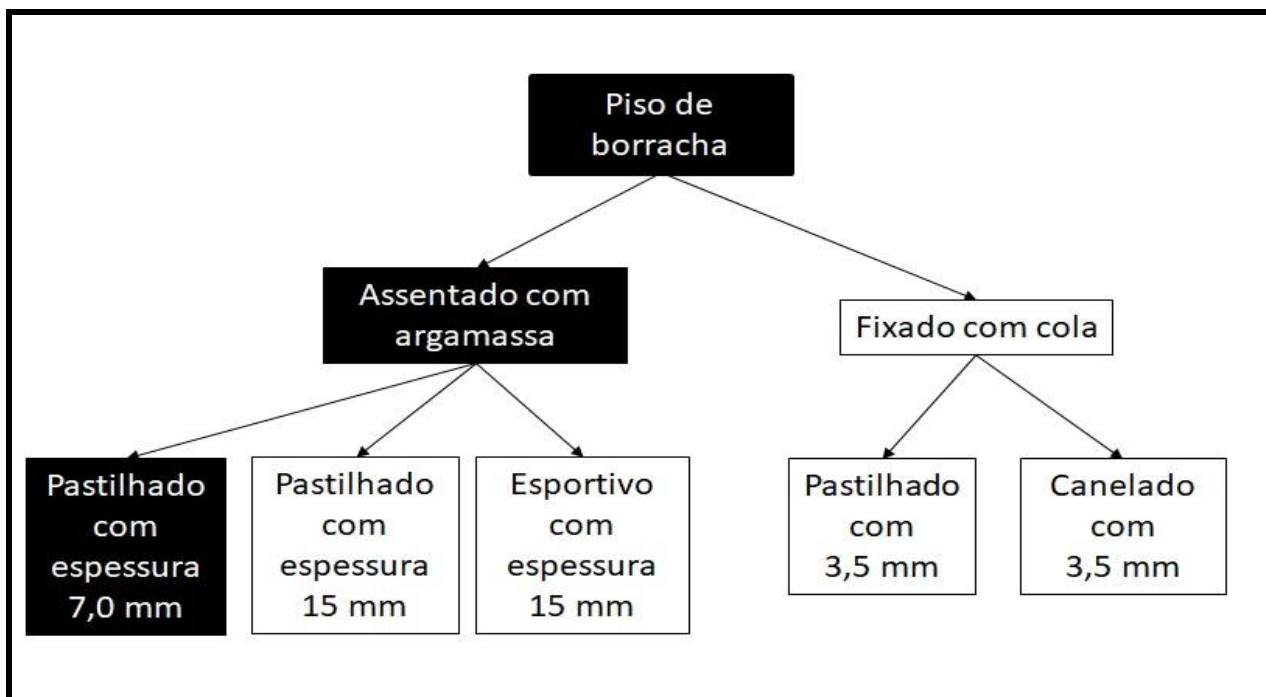 Piso de
borracha
Assentado com
argamassa
Fixado com cola
Pastilhado
com
espessura
7,0 mm
Pastilhado
com
espessura
15 mm
Esportivo
com
espessura
15 mm
Pastilhado
com
3,5 mm
Canelado
com
3,5 mm